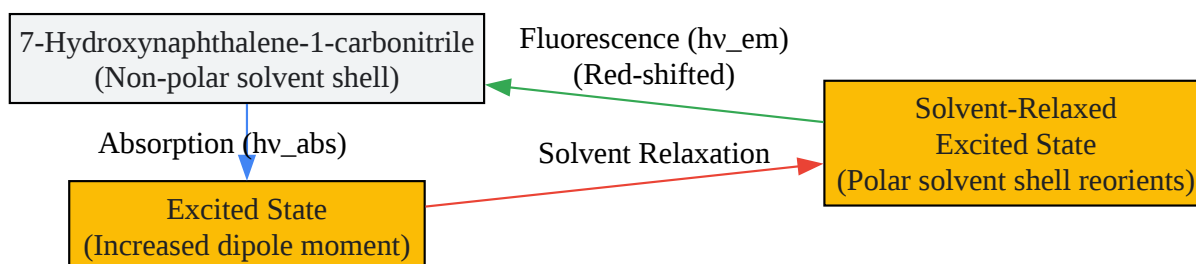 7-Hydroxynaphthalene-1-carbonitrile
(Non-polar solvent shell)
Fluorescence (hν_em)
(Red-shifted)
Absorption (hν_abs)
Solvent Relaxation
Solvent-Relaxed
Excited State
(Polar solvent shell reorients)
Excited State
(Increased dipole moment)